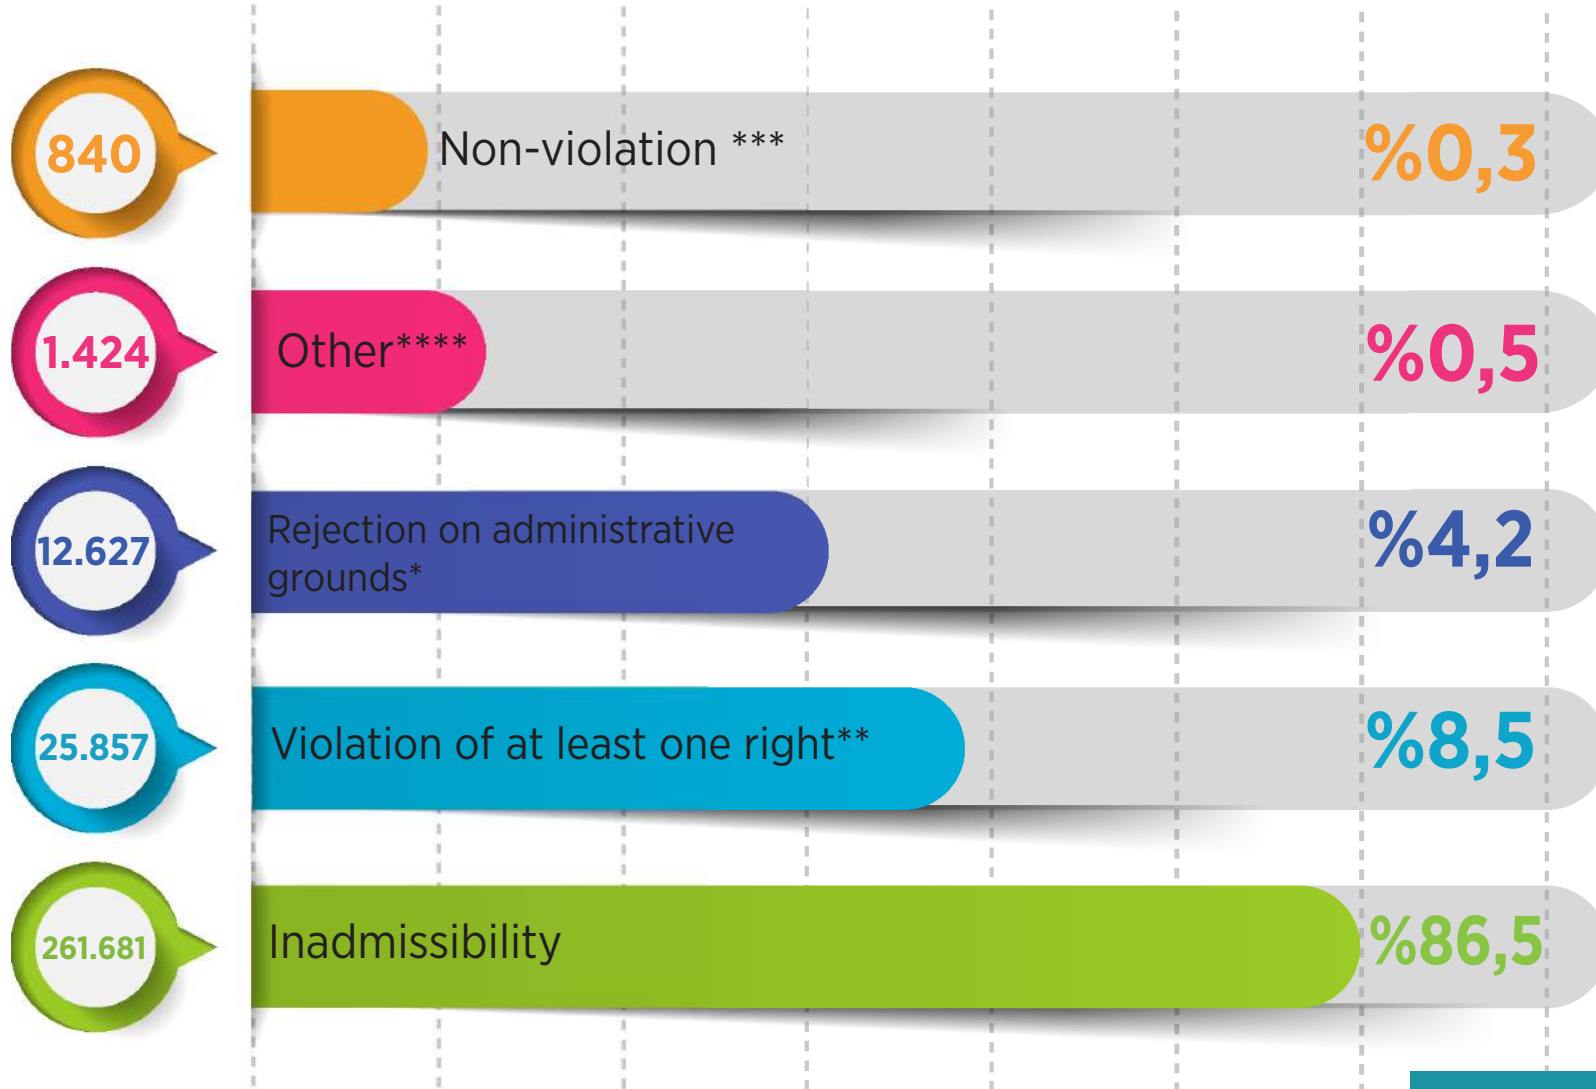 840 Non-violation *** %0,3
1.424 Other**** %0,5
12.627 Rejection on administrative
grounds* %4,2
25.857 Violation of at least one right** %8,5
261.681 Inadmissibility %86,5